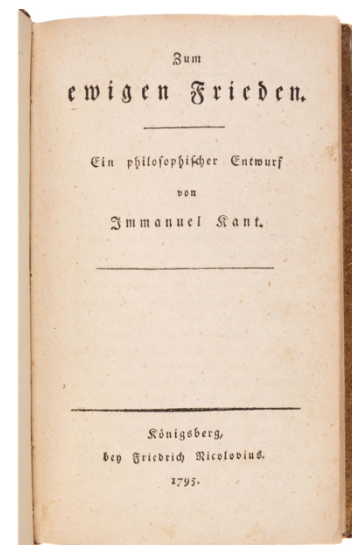 Zum
ewigen Frieden.
Ein philosophischer Entwurf
von
Immanuel Kant.
Königsberg,
bey Friedrich Nicolovius.
1795.